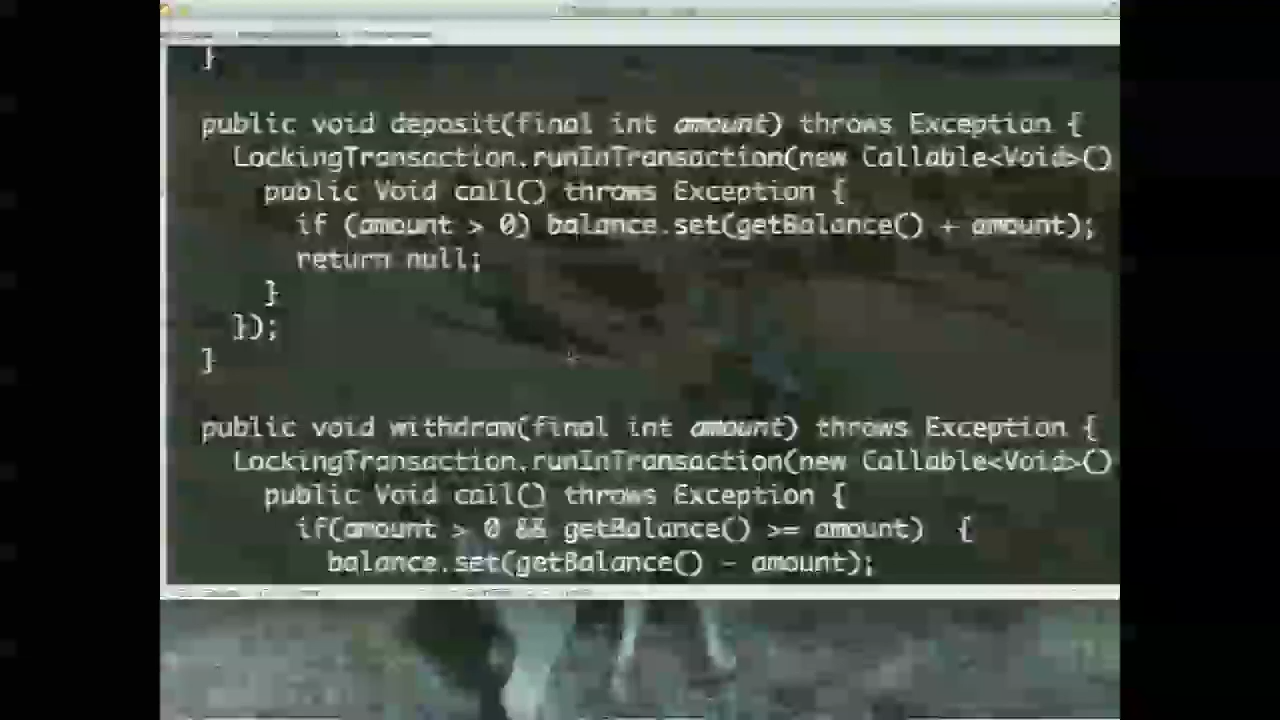 }
public void deposit(final int amount) throws Exception {
LockingTransaction.runInTransaction(new Callable<Void>()
public Void call() throws Exception {
if (amount > 0) balance.set(getBalance() + amount);
return null;
}
});
}
public void withdraw(final int amount) throws Exception {
LockingTransaction.runInTransaction(new Callable<Void>()
public Void call() throws Exception {
if(amount > 0 && getBalance() >= amount) {
balance.set(getBalance() - amount);